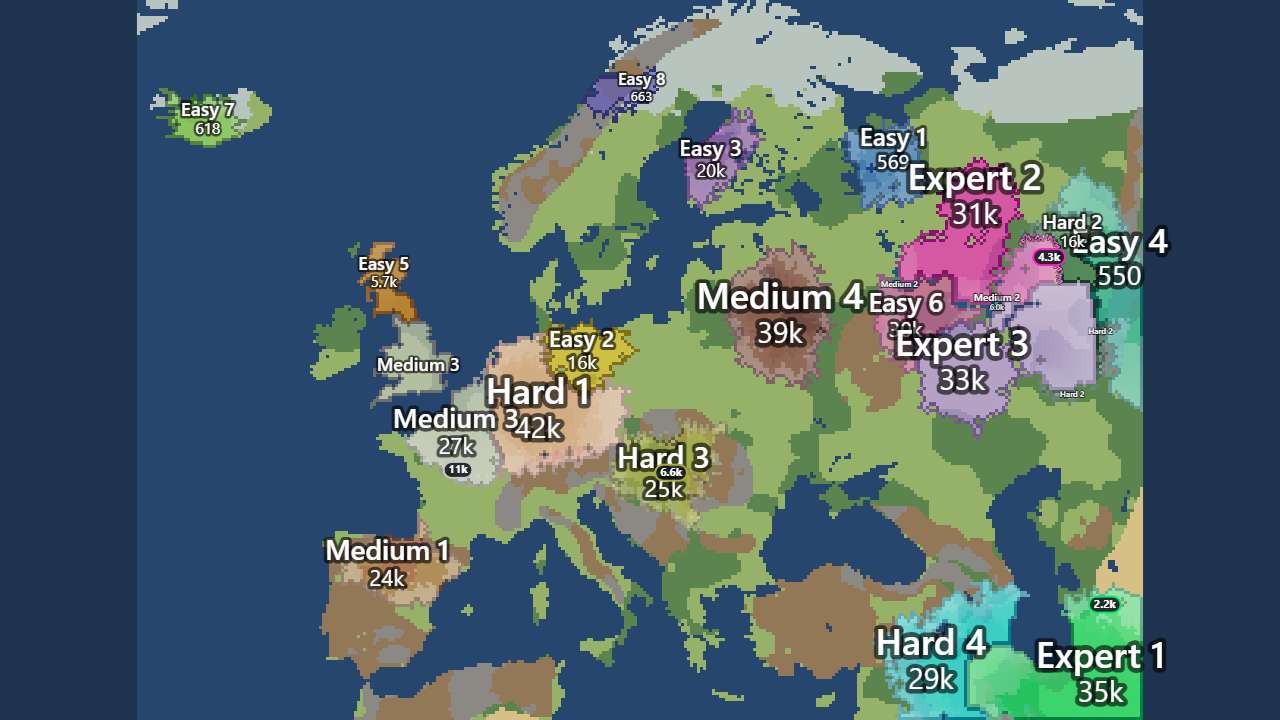 Easy 8
663
Easy 7
618
Easy 1
569
Easy 3
20k
Expert 2
31k
Hard 2
16k
Easy 4
550
4.3k
Easy 5
5.7k
Medium 2
Medium 4
39k
Easy 6
Medium 2
6.0k
Hard 2
Easy 2
16k
Expert 3
33k
Medium 3
Hard 1
42k
Hard 2
Medium 3
27k
11k
Hard 3
6.6k
25k
Medium 1
24k
2.2k
Hard 4
29k
Expert 1
35k